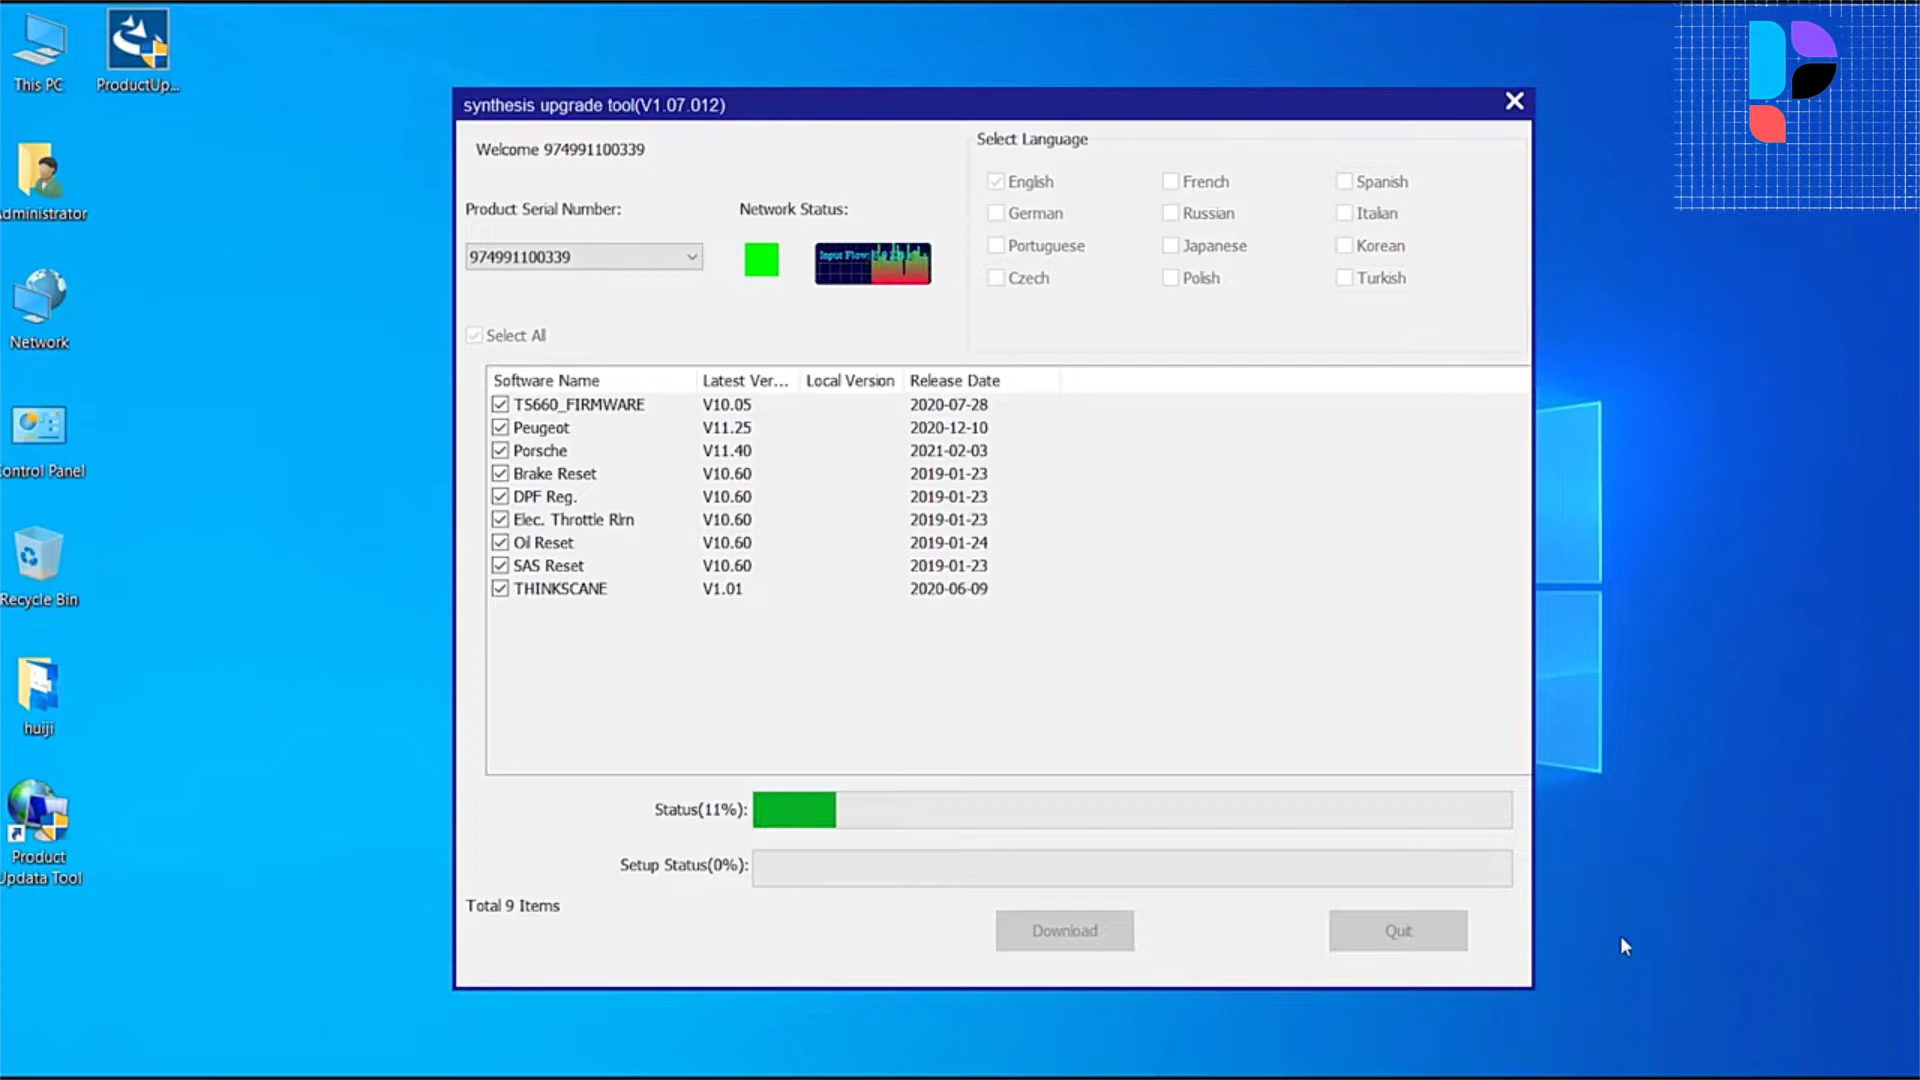 This PC
ProductUp...
dministrator
Network
ontrol Panel
Recycle Bin
huiji
Product
Updata Tool
synthesis upgrade tool(V1.07.012)
Welcome 974991100339
Product Serial Number:
Network Status:
974991100339
Select All
Select Language
English French Spanish
German Russian Italian
Portuguese Japanese Korean
Czech Polish Turkish
Software Name Latest Ver... Local Version Release Date
TS660_FIRMWARE V10.05 2020-07-28
Peugeot V11.25 2020-12-10
Porsche V11.40 2021-02-03
Brake Reset V10.60 2019-01-23
DPF Reg. V10.60 2019-01-23
Elec. Throttle Rlrn V10.60 2019-01-23
Oil Reset V10.60 2019-01-24
SAS Reset V10.60 2019-01-23
THINKSCANE V1.01 2020-06-09
Status(11%):
Setup Status(0%):
Total 9 Items
Download
Quit